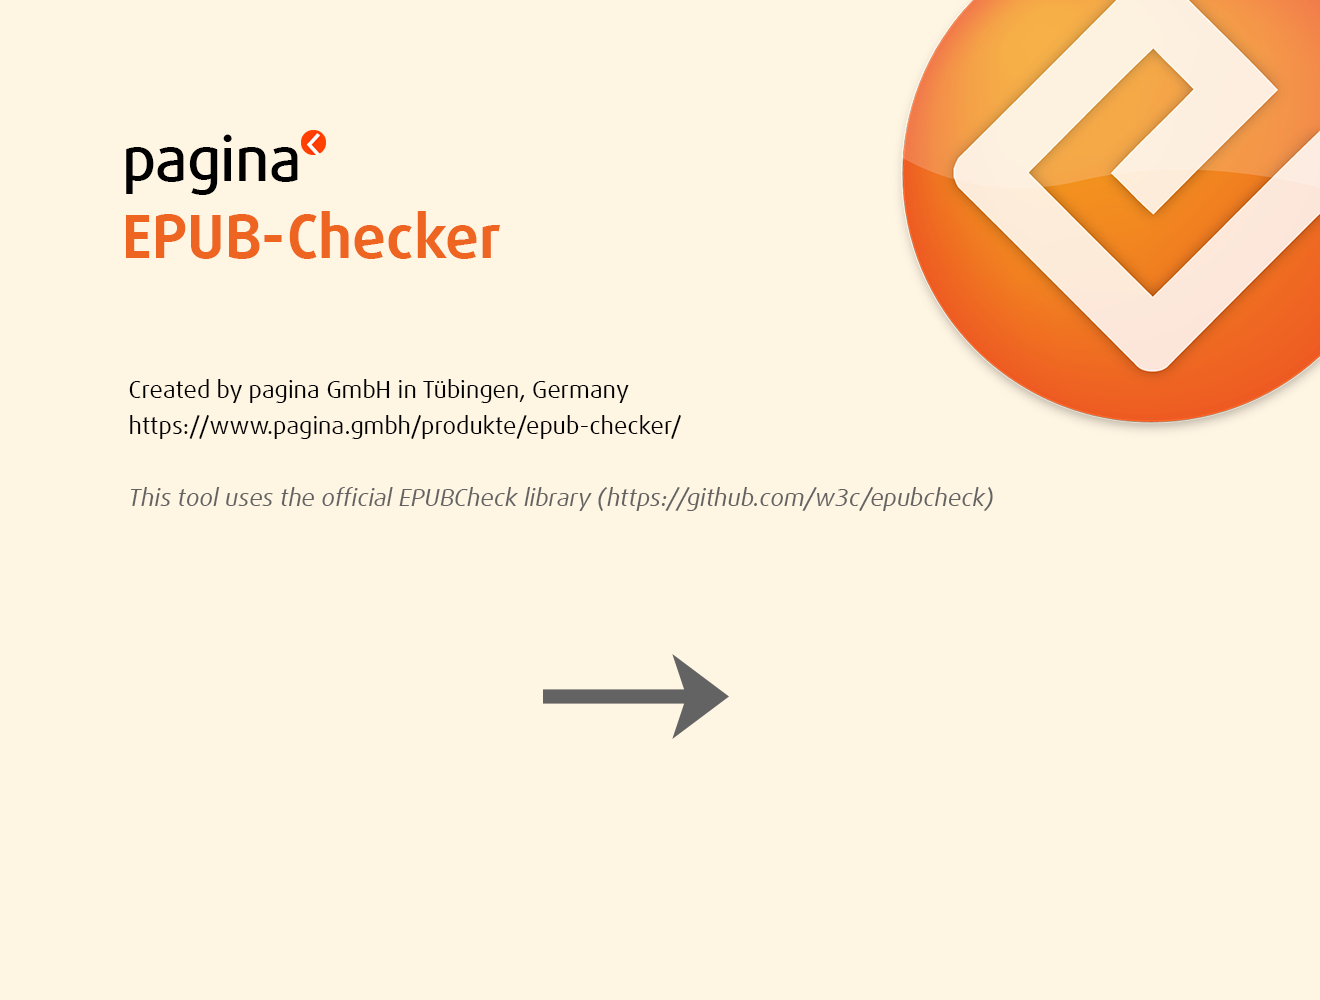 pagina
EPUB-Checker
Created by pagina GmbH in Tübingen, Germany
https://www.pagina.gmbh/produkte/epub-checker/
This tool uses the official EPUBCheck library (https://github.com/w3c/epubcheck)